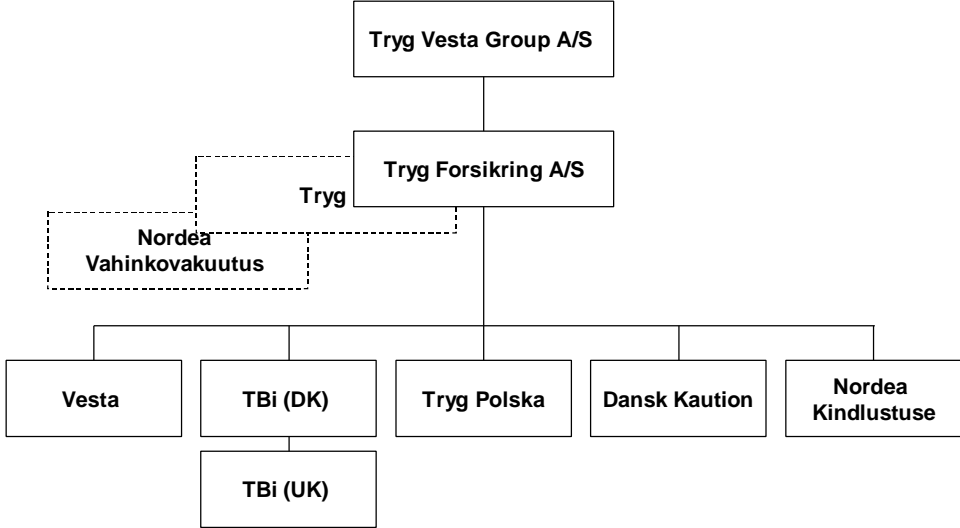 Tryg Vesta Group A/S
Tryg Forsikring A/S
Tryg
Nordea
Vahinkovakuutus
Vesta
TBi (DK)
Tryg Polska
Dansk Kaution
Nordea
Kindlustuse
TBi (UK)